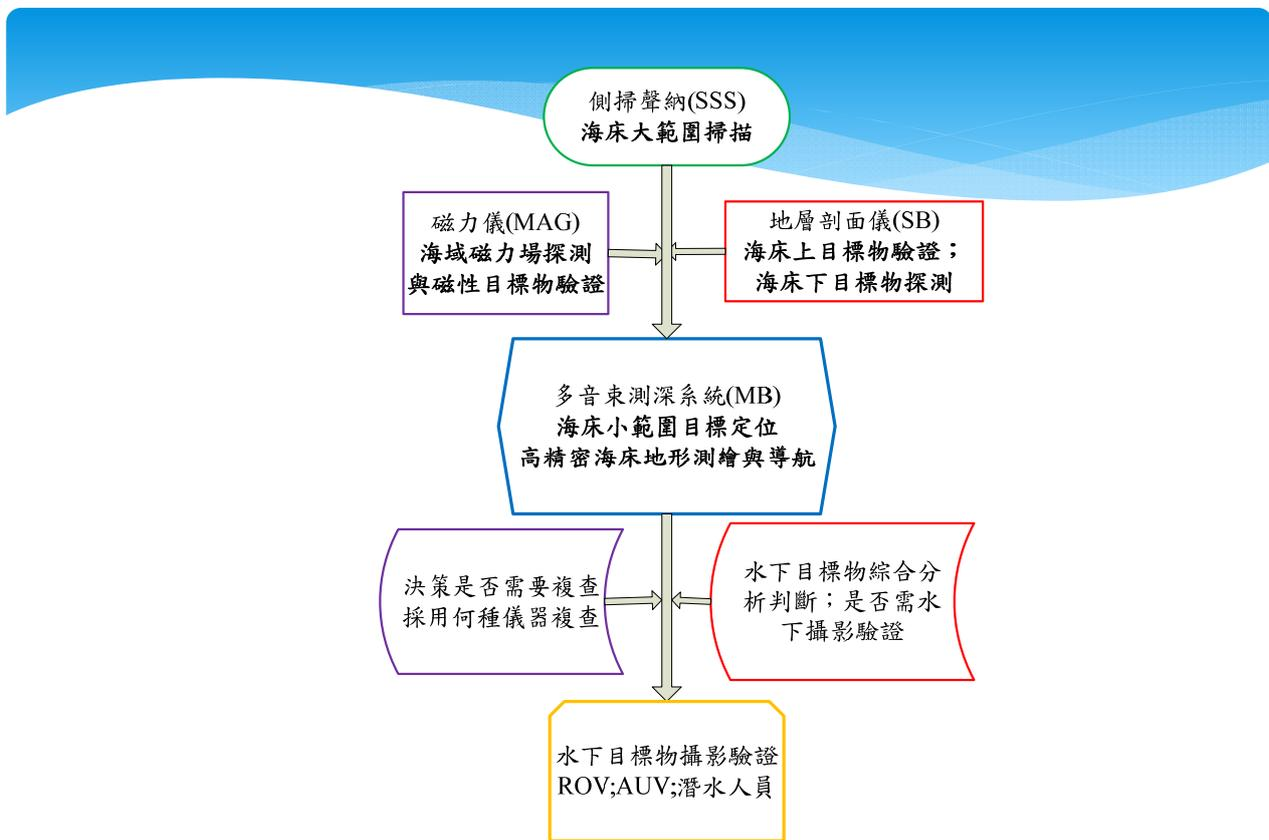 側掃聲納(SSS)
海床大範圍掃描
磁力儀(MAG)
海域磁力場探測
與磁性目標物驗證
地層剖面儀(SB)
海床上目標物驗證；
海床下目標物探測
多音束測深系統(MB)
海床小範圍目標定位
高精密海床地形測繪與導航
決策是否需要複查
採用何種儀器複查
水下目標物綜合分
析判斷；是否需水
下攝影驗證
水下目標物攝影驗證
ROV;AUV;潛水人員